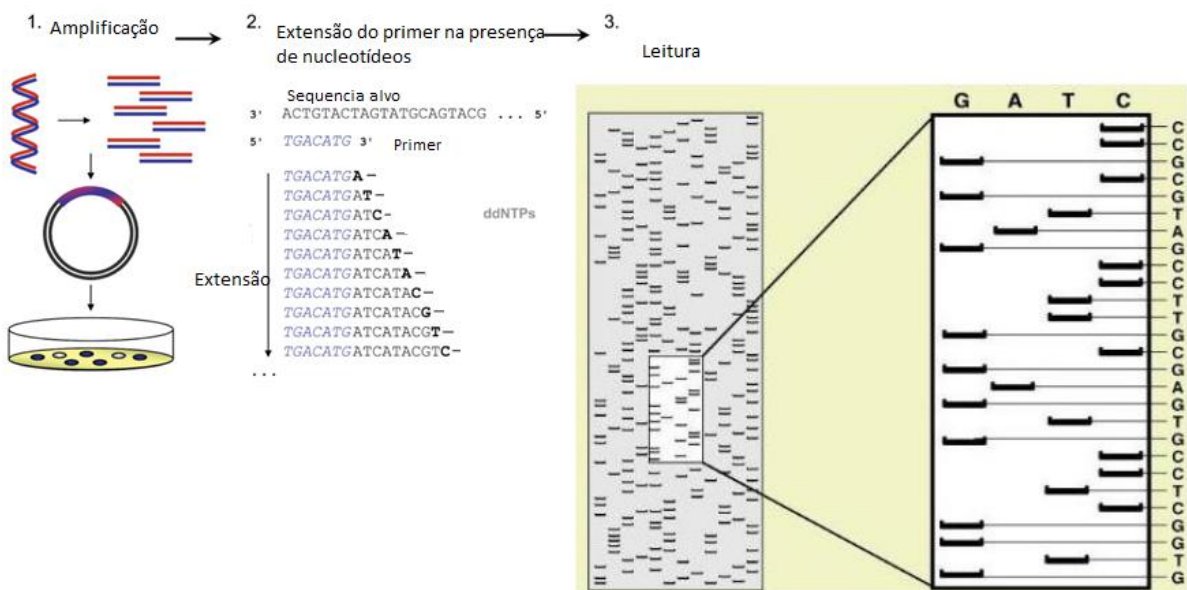 1. Amplificação
2. Extensão do primer na presença
de nucleotídeos
3.
Leitura
Sequencia alvo
3' ACTGTACTAGTATGCAGTACG ... 5'
5' TGACATG 3' Primer
TGACATGA–
TGACATGAT–
TGACATGATC–
TGACATGATCA–
TGACATGATCAT–
TGACATGATCATA–
TGACATGATCATAC–
TGACATGATCATACG–
TGACATGATCATACGT–
TGACATGATCATACGTC–
...
ddNTPs
Extensão
G A T C
C
C
G
C
G
T
A
G
C
C
T
T
G
C
G
A
G
T
G
C
C
T
C
G
G
T
G